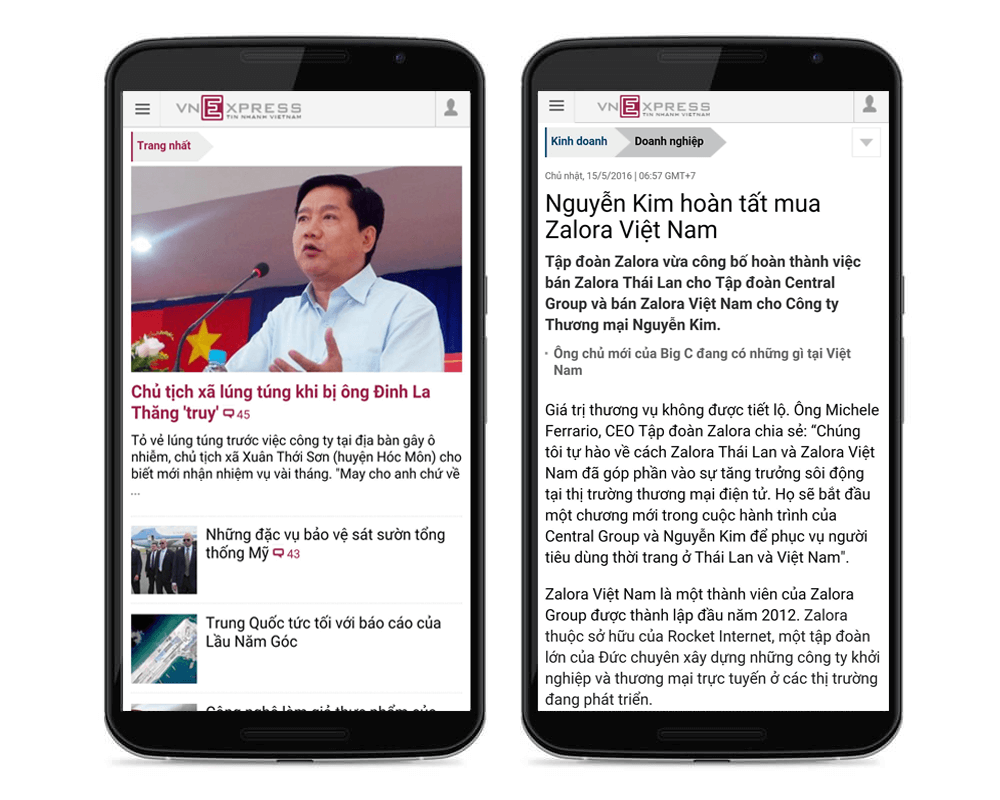 VNEXPRESS
TIN NHANH VIETNAM
Trang nhất
Chủ tịch xã lúng túng khi bị ông Đinh La
Thăng 'truy' 45
Tỏ vẻ lúng túng trước việc công ty tại địa bàn gây ô
nhiễm, chủ tịch xã Xuân Thới Sơn (huyện Hóc Môn) cho
biết mới nhận nhiệm vụ vài tháng. "May cho anh chứ về
...
Những đặc vụ bảo vệ sát sườn tổng
thống Mỹ 43
Trung Quốc tức tối với báo cáo của
Lầu Năm Góc
Công nghệ làm giả thực phẩm của
VNEXPRESS
TIN NHANH VIETNAM
Kinh doanh
Doanh nghiệp
Chủ nhật, 15/5/2016 | 06:57 GMT+7
Nguyễn Kim hoàn tất mua
Zalora Việt Nam
Tập đoàn Zalora vừa công bố hoàn thành việc
bán Zalora Thái Lan cho Tập đoàn Central
Group và bán Zalora Việt Nam cho Công ty
Thương mại Nguyễn Kim.
· Ông chủ mới của Big C đang có những gì tại Việt
Nam
Giá trị thương vụ không được tiết lộ. Ông Michele
Ferrario, CEO Tập đoàn Zalora chia sẻ: “Chúng
tôi tự hào về cách Zalora Thái Lan và Zalora Việt
Nam đã góp phần vào sự tăng trưởng sôi động
tại thị trường thương mại điện tử. Họ sẽ bắt đầu
một chương mới trong cuộc hành trình của
Central Group và Nguyễn Kim để phục vụ người
tiêu dùng thời trang ở Thái Lan và Việt Nam".
Zalora Việt Nam là một thành viên của Zalora
Group được thành lập đầu năm 2012. Zalora
thuộc sở hữu của Rocket Internet, một tập đoàn
lớn của Đức chuyên xây dựng những công ty khởi
nghiệp và thương mại trực tuyến ở các thị trường
đang phát triển.